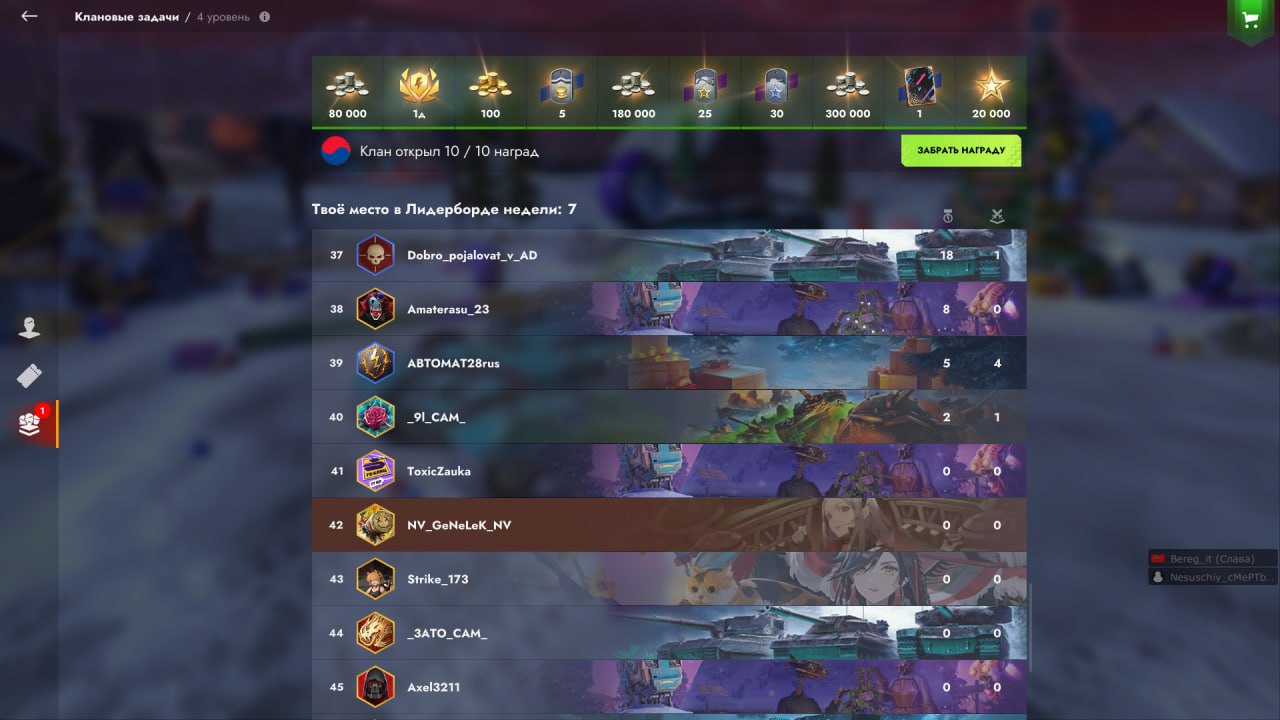 Клановые задачи / 4 уровень
80 000 1д 100 5 180 000 25 30 300 000 1 20 000
Клан открыл 10 / 10 наград
ЗАБРАТЬ НАГРАДУ
Твоё место в Лидерборде недели: 7
37 Dobro_pojalovat_v_AD 18 1
38 Amaterasu_23 8 0
39 ABTOMAT28rus 5 4
40 _9l_CAM_ 2 1
41 ToxicZauka 0 0
42 NV_GeNeLeK_NV 0 0
43 Strike_173 0 0
44 _3ATO_CAM_ 0 0
45 Axel3211 0 0
1
Bereg_it (Слава)
Nesuschiy_cMePTb...